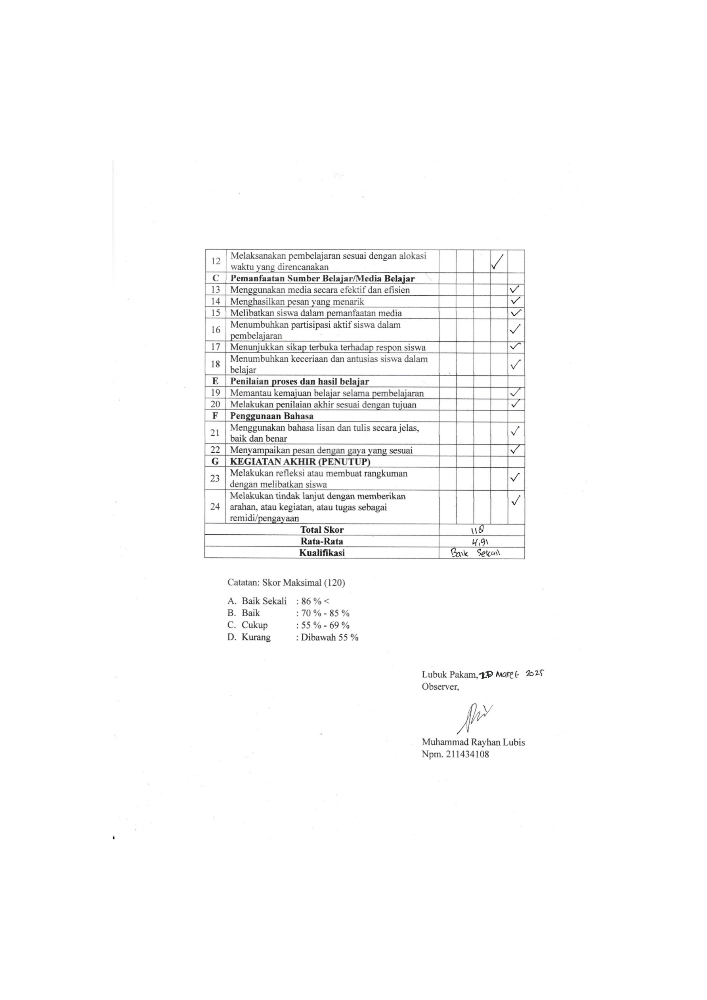 12 Melaksanakan pembelajaran sesuai dengan alokasi
waktu yang direncanakan ✓
C Pemanfaatan Sumber Belajar/Media Belajar
13 Menggunakan media secara efektif dan efisien ✓
14 Menghasilkan pesan yang menarik ✓
15 Melibatkan siswa dalam pemanfaatan media ✓
16 Menumbuhkan partisipasi aktif siswa dalam
pembelajaran ✓
17 Menunjukkan sikap terbuka terhadap respon siswa ✓
18 Menumbuhkan keceriaan dan antusias siswa dalam
belajar ✓
E Penilaian proses dan hasil belajar
19 Memantau kemajuan belajar selama pembelajaran ✓
20 Melakukan penilaian akhir sesuai dengan tujuan ✓
F Penggunaan Bahasa
21 Menggunakan bahasa lisan dan tulis secara jelas,
baik dan benar ✓
22 Menyampaikan pesan dengan gaya yang sesuai ✓
G KEGIATAN AKHIR (PENUTUP)
23 Melakukan refleksi atau membuat rangkuman
dengan melibatkan siswa ✓
24 Melakukan tindak lanjut dengan memberikan
arahan, atau kegiatan, atau tugas sebagai
remidi/pengayaan ✓
Total Skor 118
Rata-Rata 4,91
Kualifikasi Baik Sekali
Catatan: Skor Maksimal (120)
A. Baik Sekali : 86 % <
B. Baik : 70 % - 85 %
C. Cukup : 55 % - 69 %
D. Kurang : Dibawah 55 %
Lubuk Pakam, Maret 2025
Observer,
Muhammad Rayhan Lubis
Npm. 211434108